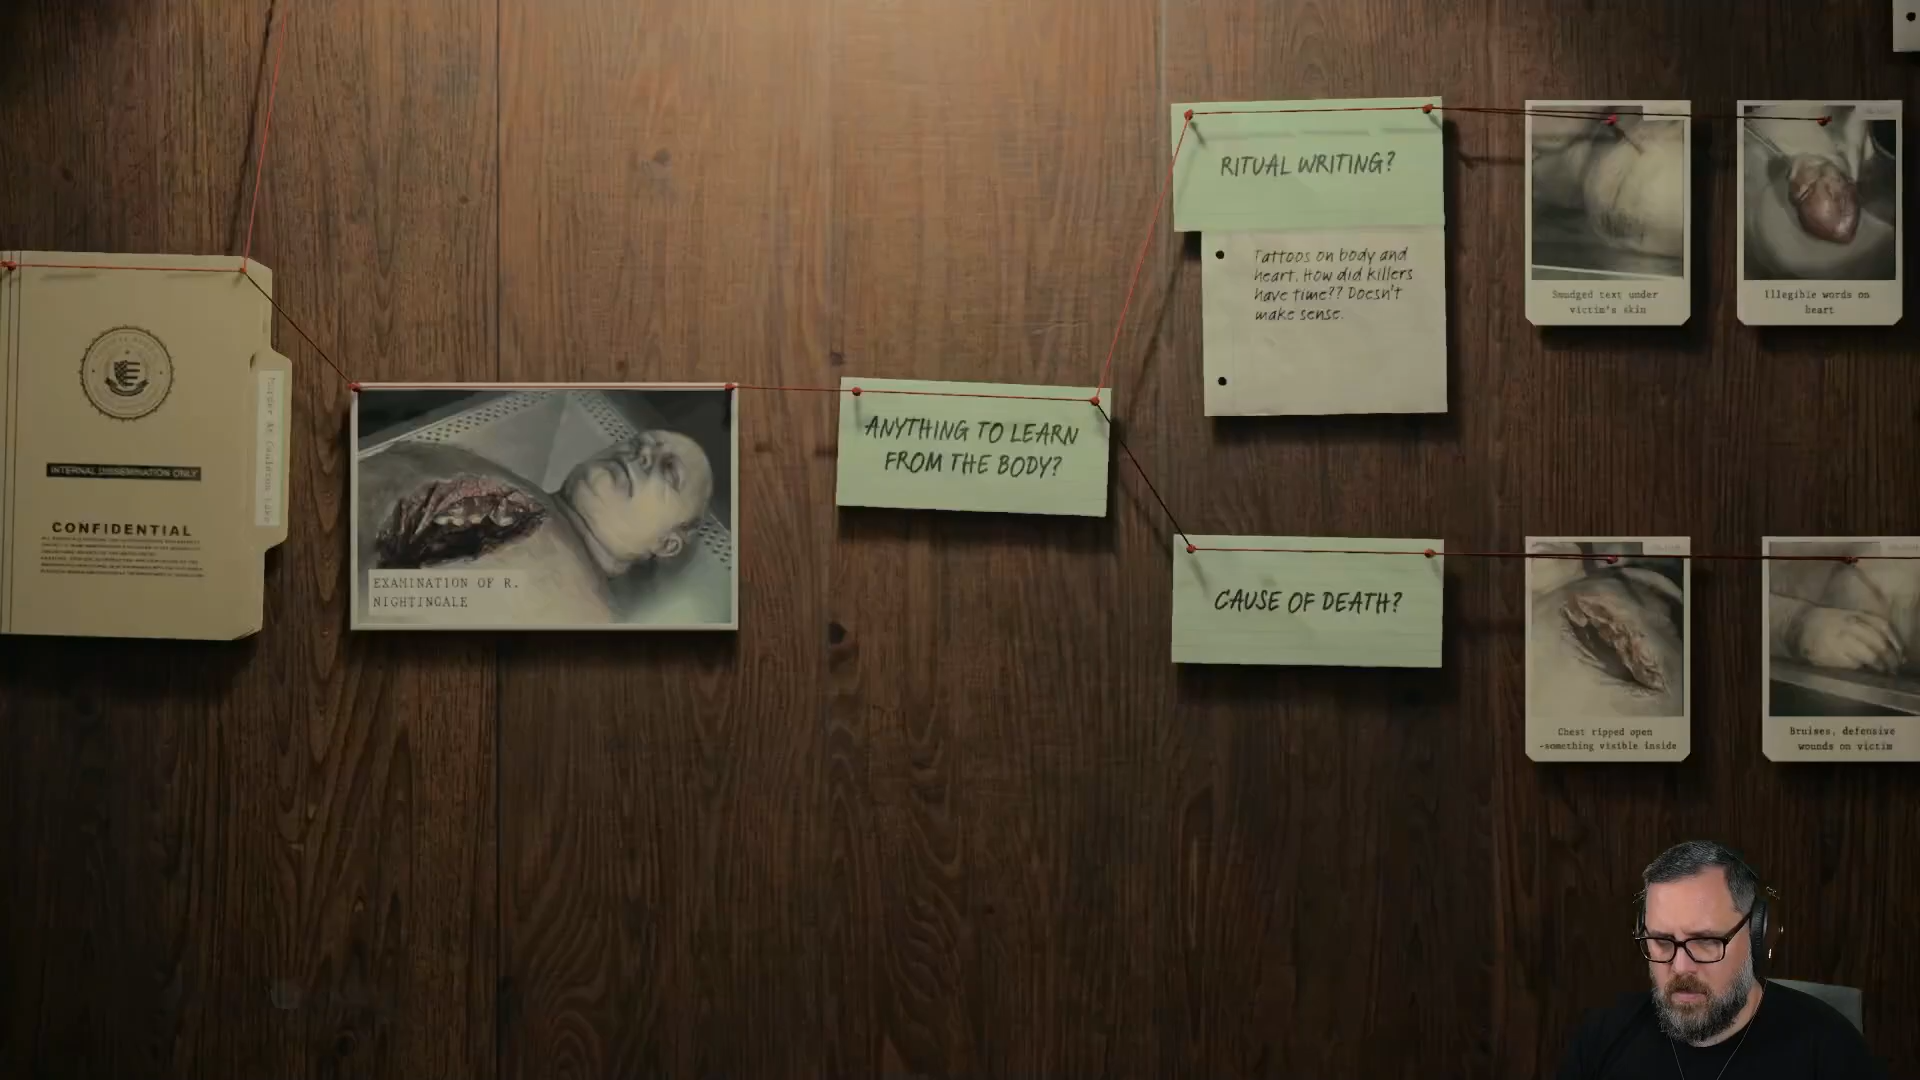 INTERNAL DISSEMINATION ONLY
CONFIDENTIAL
EXAMINATION OF R.
NIGHTINGALE
ANYTHING TO LEARN
FROM THE BODY?
RITUAL WRITING?
Tattoos on body and
heart. How did killers
have time?? Doesn't
make sense.
Smudged text under
victim's skin
Illegible words on
heart
CAUSE OF DEATH?
Chest ripped open
-something visible inside
Bruises, defensive
wounds on victim